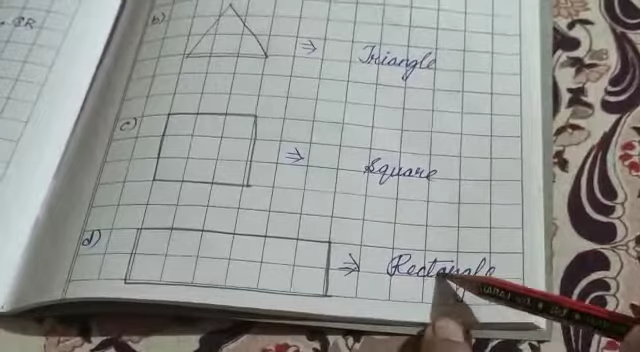 b) ⇒ Triangle
c) ⇒ Square
d) ⇒ Rectangle